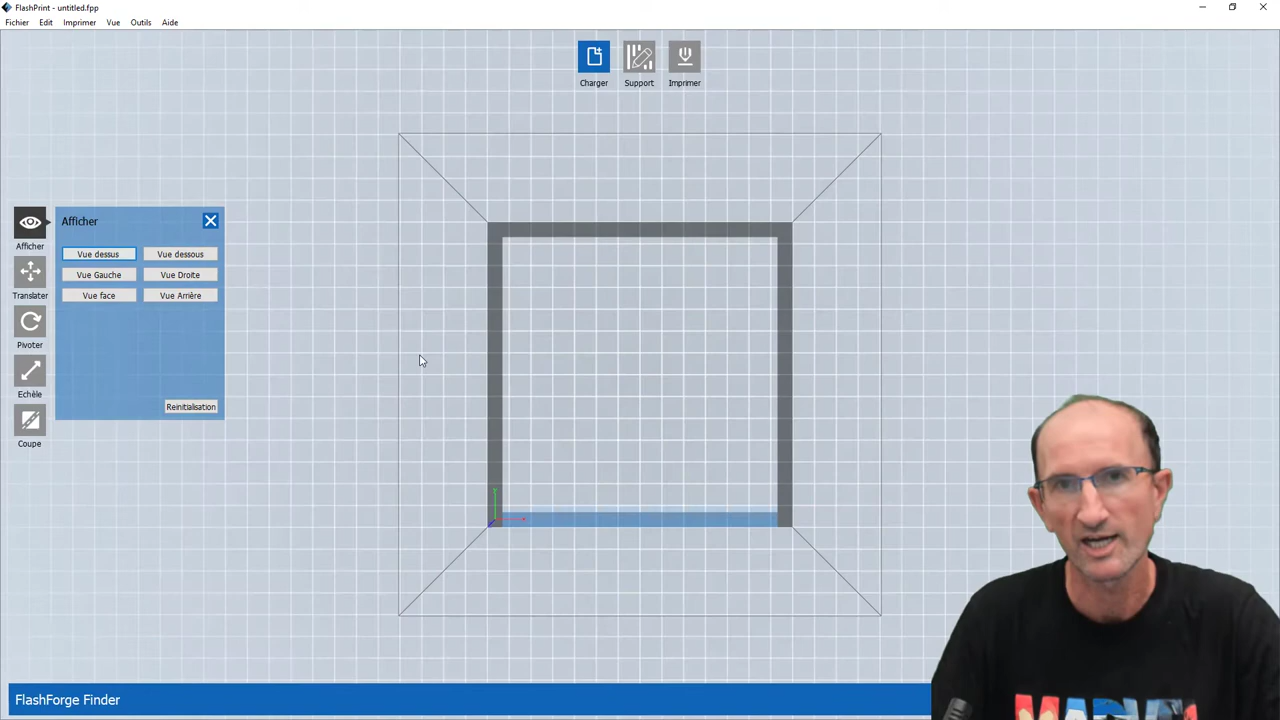 FlashPrint - untitled.fpp
Fichier Edit Imprimer Vue Outils Aide
Charger Support Imprimer
Afficher
Vue dessus Vue dessous
Vue Gauche Vue Droite
Vue face Vue Arrière
Reinitialisation
Afficher
Translater
Pivoter
Echèle
Coupe
Y
FlashForge Finder
MARVEL